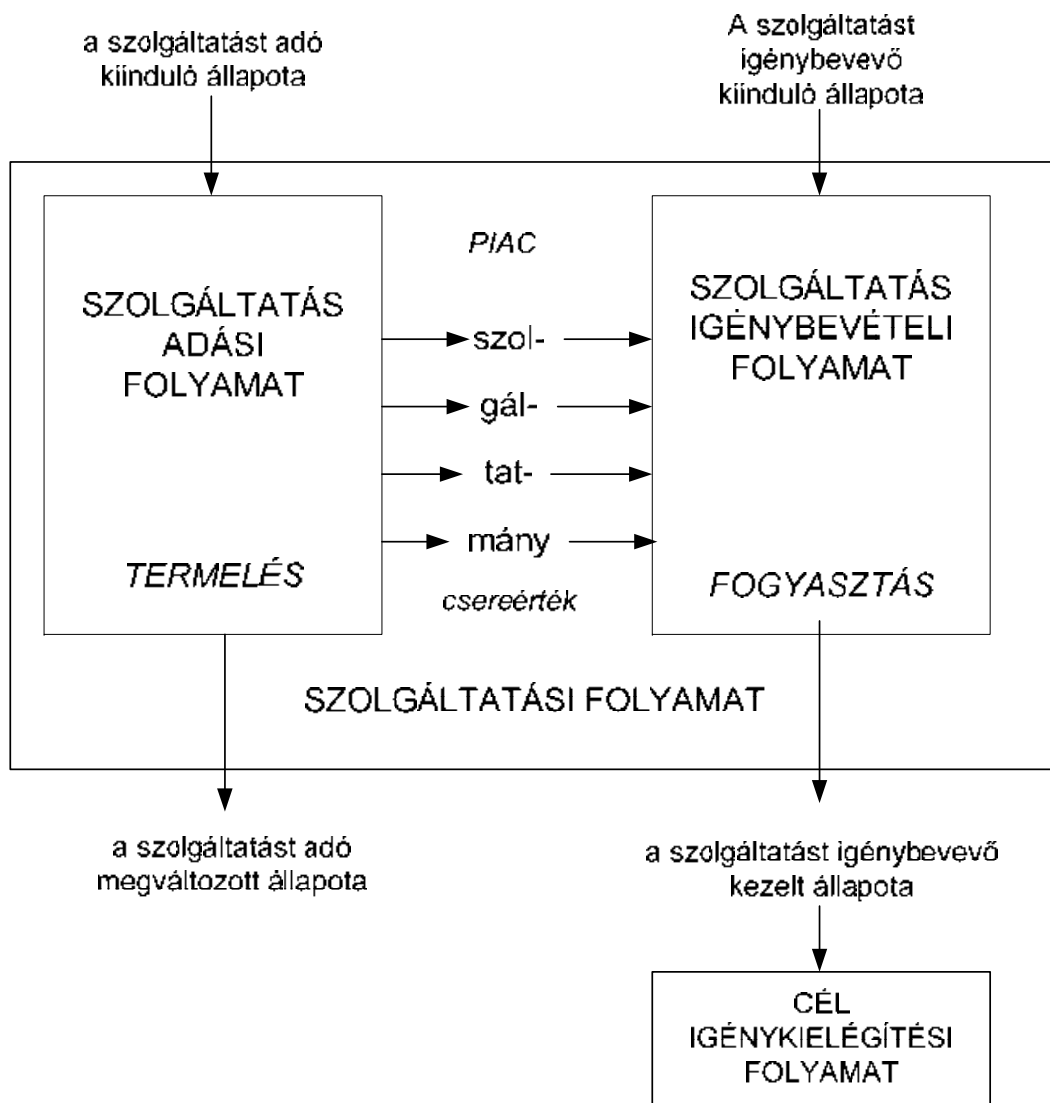 a szolgáltatást adó
kiinduló állapota
A szolgáltatást
igénybevevő
kiinduló állapota
SZOLGÁLTATÁS
ADÁSI
FOLYAMAT
TERMELÉS
PIAC
szol-
gál-
tat-
mány
csereérték
SZOLGÁLTATÁS
IGÉNYBEVÉTELI
FOLYAMAT
FOGYASZTÁS
SZOLGÁLTATÁSI FOLYAMAT
a szolgáltatást adó
megváltozott állapota
a szolgáltatást igénybevevő
kezelt állapota
CÉL
IGÉNYKIELÉGÍTÉSI
FOLYAMAT